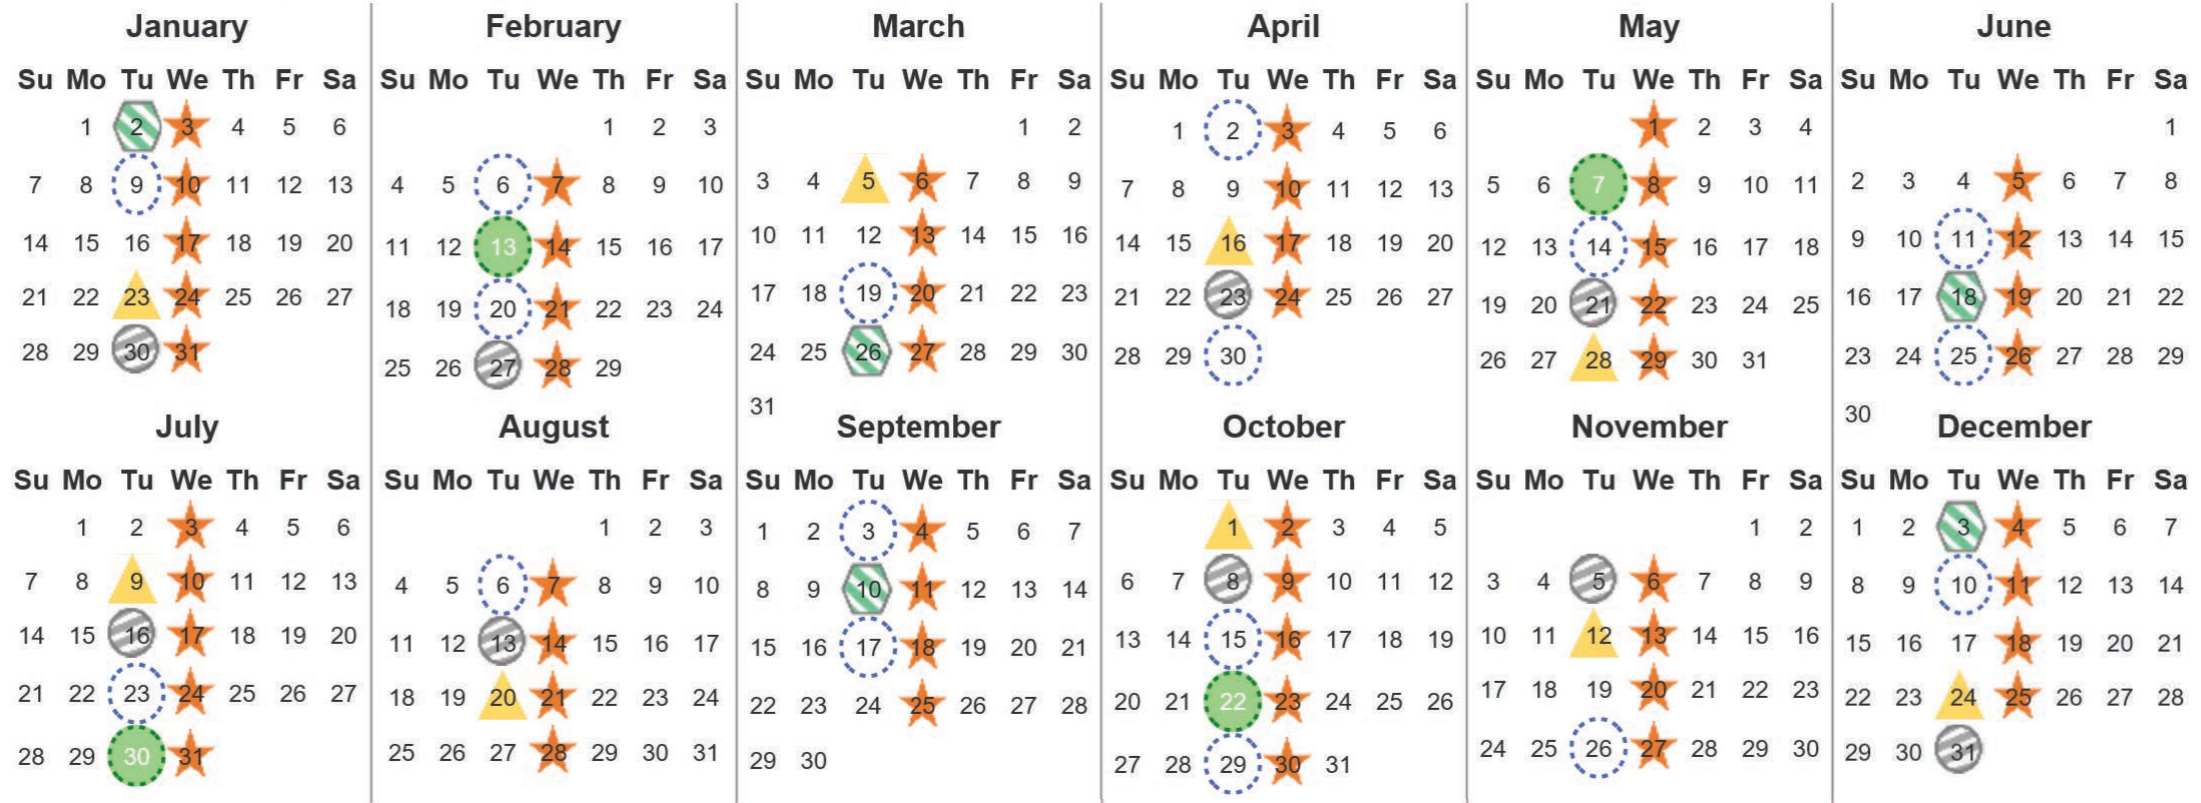 January February March April May June
Su Mo Tu We Th Fr Sa Su Mo Tu We Th Fr Sa Su Mo Tu We Th Fr Sa Su Mo Tu We Th Fr Sa Su Mo Tu We Th Fr Sa Su Mo Tu We Th Fr Sa
1 2 3 4 5 6 1 2 3 1 2 1 2 3 4 5 6 1 2 3 4 1
7 8 9 10 11 12 13 4 5 6 7 8 9 10 3 4 5 6 7 8 9 7 8 9 10 11 12 13 5 6 7 8 9 10 11 2 3 4 5 6 7 8
14 15 16 17 18 19 20 11 12 13 14 15 16 17 10 11 12 13 14 15 16 14 15 16 17 18 19 20 12 13 14 15 16 17 18 9 10 11 12 13 14 15
21 22 23 24 25 26 27 18 19 20 21 22 23 24 17 18 19 20 21 22 23 21 22 23 24 25 26 27 19 20 21 22 23 24 25 16 17 18 19 20 21 22
28 29 30 31 25 26 27 28 29 24 25 26 27 28 29 30 28 29 30 26 27 28 29 30 31 23 24 25 26 27 28 29
31 30
July August September October November December
Su Mo Tu We Th Fr Sa Su Mo Tu We Th Fr Sa Su Mo Tu We Th Fr Sa Su Mo Tu We Th Fr Sa Su Mo Tu We Th Fr Sa Su Mo Tu We Th Fr Sa
1 2 3 4 5 6 1 2 3 1 2 3 4 5 6 7 1 2 3 4 5 1 2 1 2 3 4 5 6 7
7 8 9 10 11 12 13 4 5 6 7 8 9 10 8 9 10 11 12 13 14 6 7 8 9 10 11 12 3 4 5 6 7 8 9 8 9 10 11 12 13 14
14 15 16 17 18 19 20 11 12 13 14 15 16 17 15 16 17 18 19 20 21 13 14 15 16 17 18 19 10 11 12 13 14 15 16 15 16 17 18 19 20 21
21 22 23 24 25 26 27 18 19 20 21 22 23 24 22 23 24 25 26 27 28 20 21 22 23 24 25 26 17 18 19 20 21 22 23 22 23 24 25 26 27 28
28 29 30 31 25 26 27 28 29 30 31 29 30 27 28 29 30 31 24 25 26 27 28 29 30 29 30 31